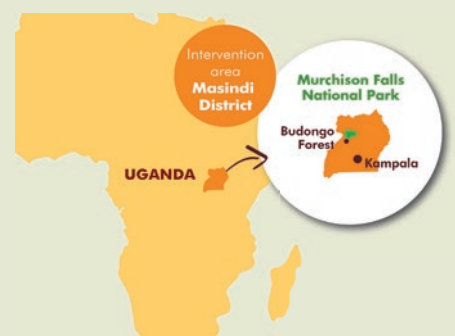 Intervention
area
Masindi
District
Murchison Falls
National Park
Budongo
Forest
Kampala
UGANDA